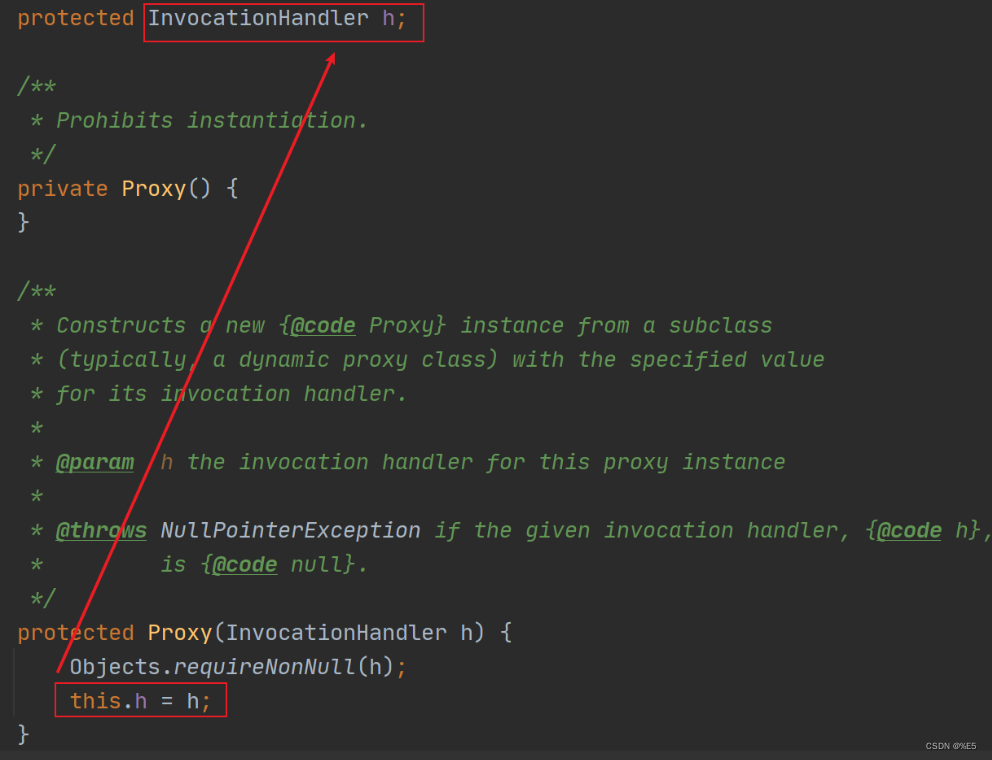 protected InvocationHandler h;
/**
* Prohibits instantiation.
*/
private Proxy() {
}
/**
* Constructs a new {@code Proxy} instance from a subclass
* (typically, a dynamic proxy class) with the specified value
* for its invocation handler.
*
* @param h the invocation handler for this proxy instance
*
* @throws NullPointerException if the given invocation handler, {@code h},
* is {@code null}.
*/
protected Proxy(InvocationHandler h) {
Objects.requireNonNull(h);
this.h = h;
}
CSDN @%E5